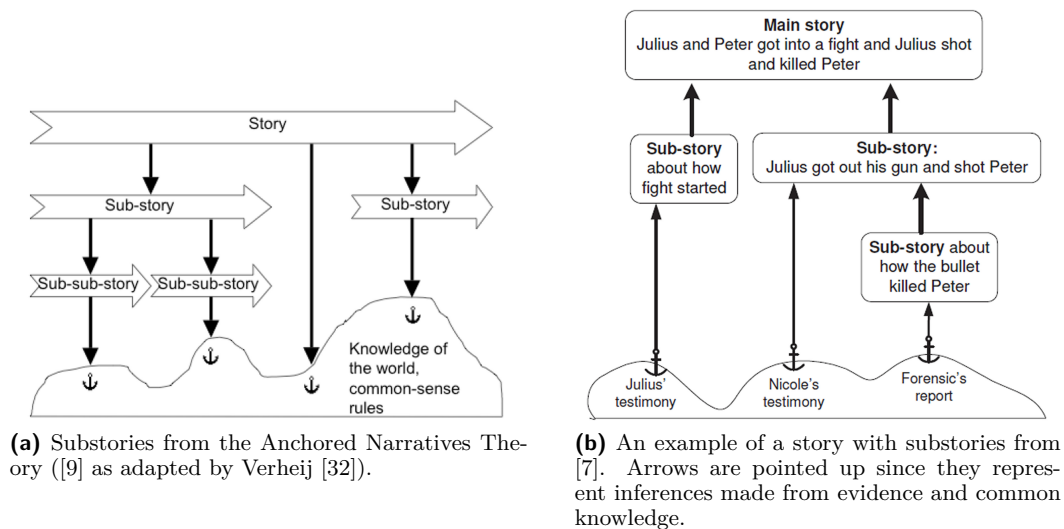 Story
Sub-story
Sub-story
Sub-sub-story
Sub-sub-story
Knowledge of
the world,
common-sense
rules
(a) Substories from the Anchored Narratives The-
ory ([9] as adapted by Verheij [32]).
Main story
Julius and Peter got into a fight and Julius shot
and killed Peter
Sub-story
about how
fight started
Sub-story:
Julius got out his gun and shot Peter
Sub-story about
how the bullet
killed Peter
Julius'
testimony
Nicole's
testimony
Forensic's
report
(b) An example of a story with substories from
[7]. Arrows are pointed up since they repres-
ent inferences made from evidence and common
knowledge.